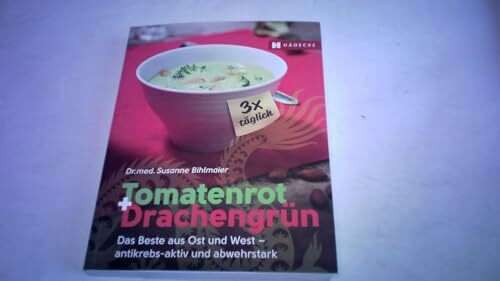 HÄDECKE
3x
täglich
Dr.med. Susanne Bihlmaier
Tomatenrot
+Drachengrün
Das Beste aus Ost und West –
antikrebs-aktiv und abwehrstark